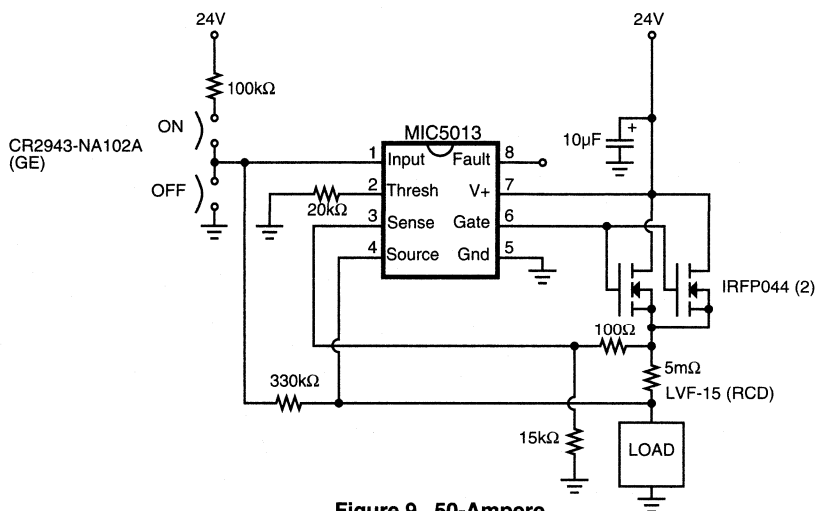 24V
24V
100kΩ
ON
CR2943-NA102A
(GE)
OFF
MIC5013
10µF
+
1 Input Fault 8
2 Thresh V+ 7
20kΩ
3 Sense Gate 6
4 Source Gnd 5
IRFP044 (2)
100Ω
330kΩ
5mΩ
LVF-15 (RCD)
15kΩ
LOAD
Figure 9. 50-Ampere